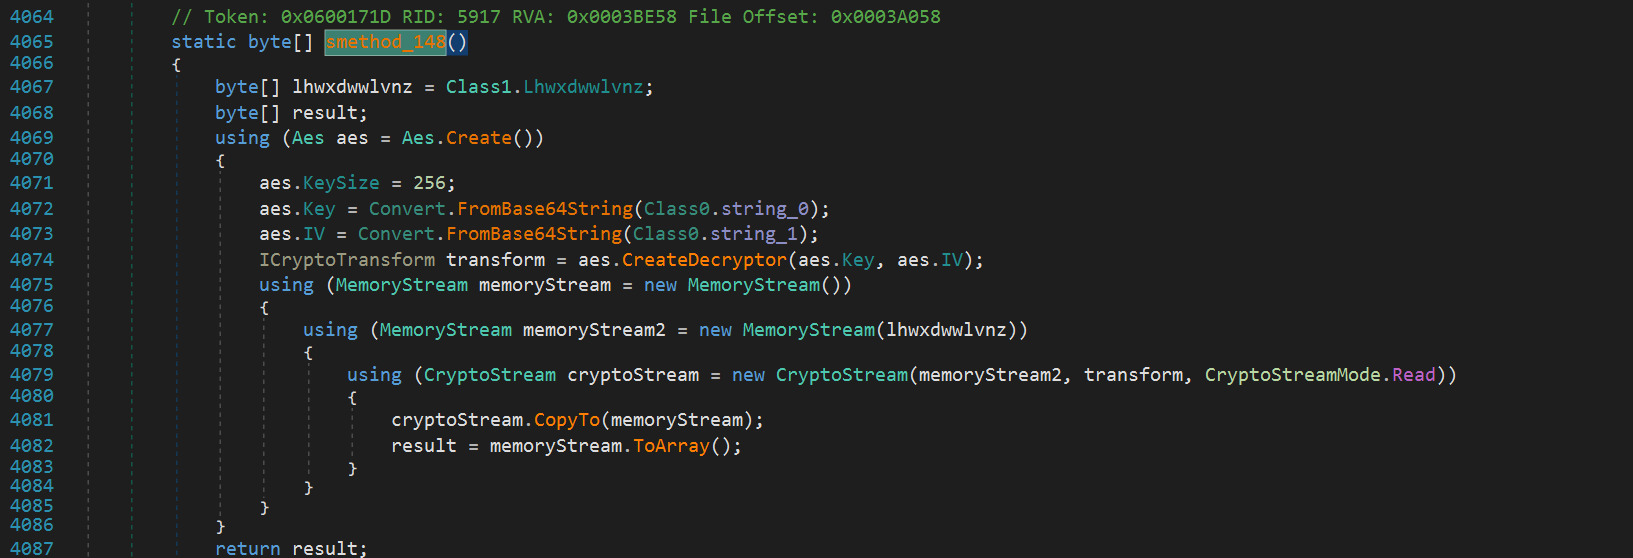 4064 // Token: 0x0600171D RID: 5917 RVA: 0x0003BE58 File Offset: 0x0003A058
4065 static byte[] smethod_148()
4066 {
4067 byte[] lhwxdwwlvnz = Class1.Lhwxdwwlvnz;
4068 byte[] result;
4069 using (Aes aes = Aes.Create())
4070 {
4071 aes.KeySize = 256;
4072 aes.Key = Convert.FromBase64String(Class0.string_0);
4073 aes.IV = Convert.FromBase64String(Class0.string_1);
4074 ICryptoTransform transform = aes.CreateDecryptor(aes.Key, aes.IV);
4075 using (MemoryStream memoryStream = new MemoryStream())
4076 {
4077 using (MemoryStream memoryStream2 = new MemoryStream(lhwxdwwlvnz))
4078 {
4079 using (CryptoStream cryptoStream = new CryptoStream(memoryStream2, transform, CryptoStreamMode.Read))
4080 {
4081 cryptoStream.CopyTo(memoryStream);
4082 result = memoryStream.ToArray();
4083 }
4084 }
4085 }
4086 }
4087 return result;